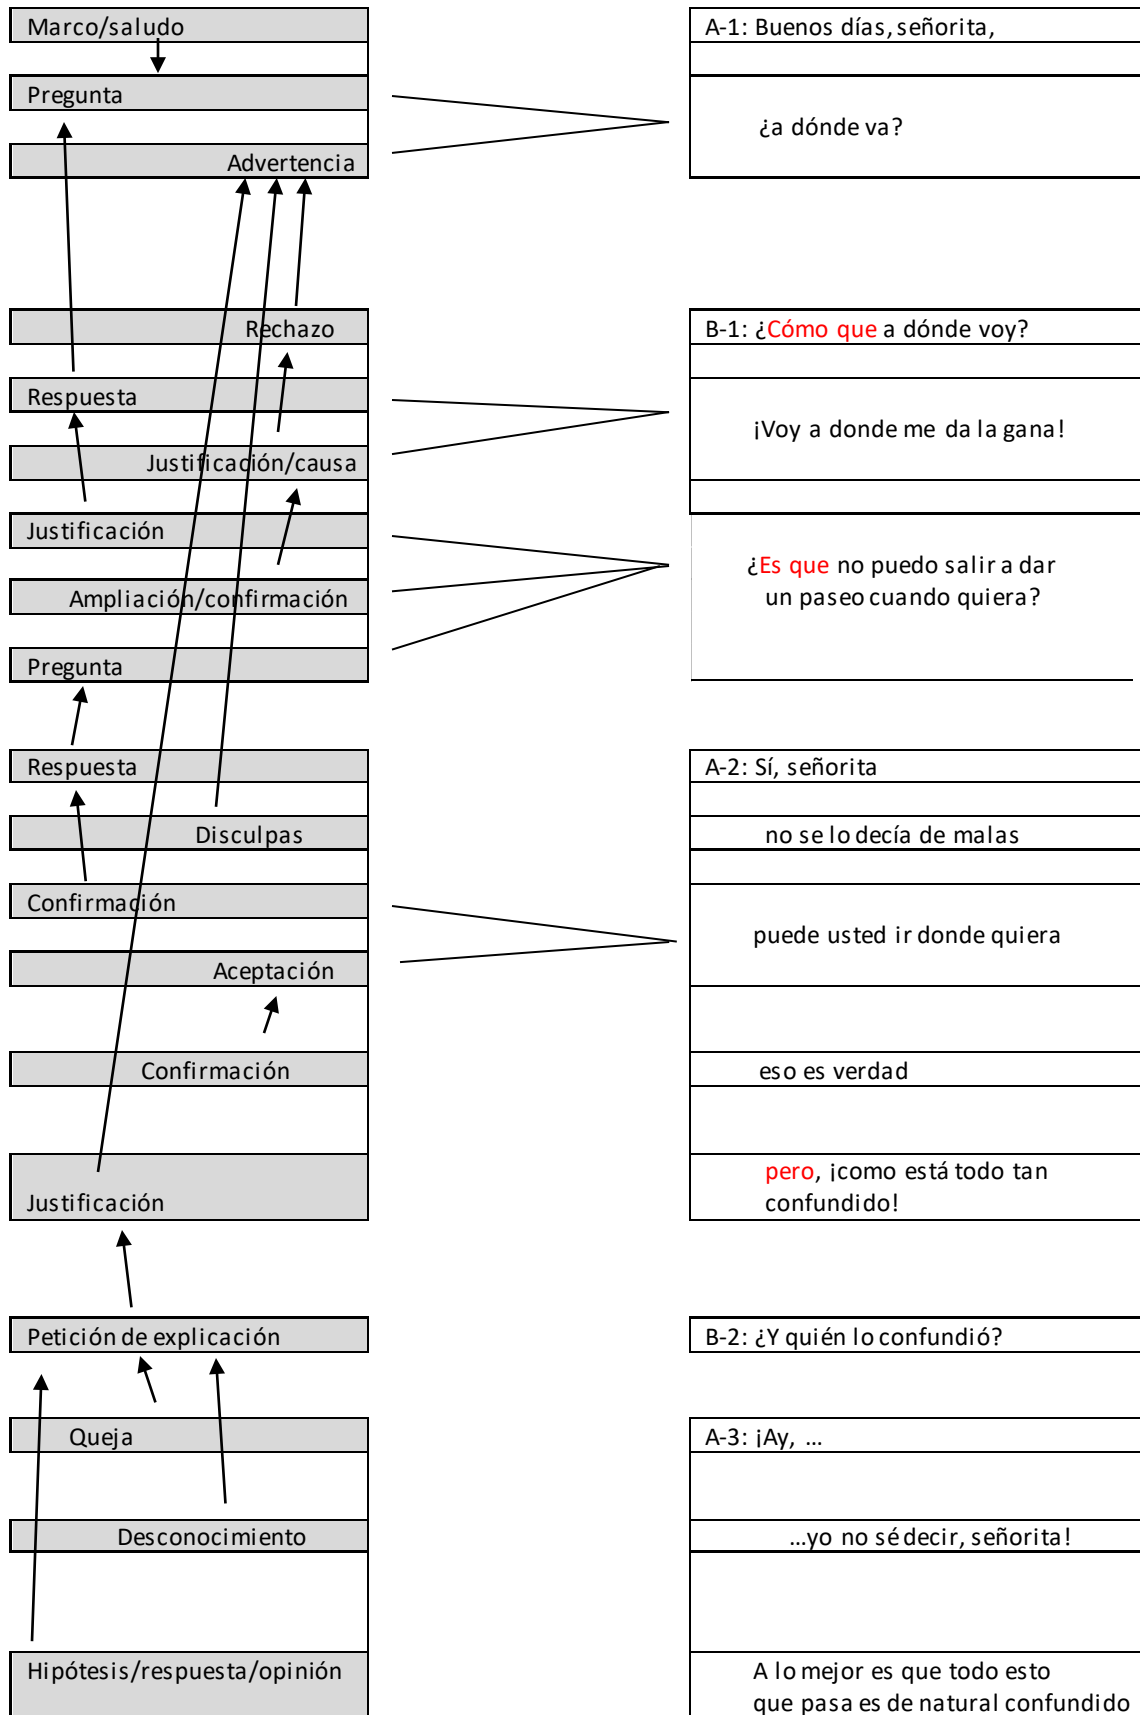 Marco/saludo
A-1: Buenos días, señorita,
Pregunta
¿a dónde va?
Advertencia
Rechazo
B-1: ¿Cómo que a dónde voy?
Respuesta
¡Voy a donde me da la gana!
Justificación/causa
Justificación
¿Es que no puedo salir a dar
un paseo cuando quiera?
Ampliación/confirmación
Pregunta
Respuesta
A-2: Sí, señorita
Disculpas
no se lo decía de malas
Confirmación
puede usted ir donde quiera
Aceptación
Confirmación
eso es verdad
Justificación
pero, ¡como está todo tan
confundido!
Petición de explicación
B-2: ¿Y quién lo confundió?
Queja
A-3: ¡Ay, ...
Desconocimiento
...yo no sé decir, señorita!
Hipótesis/respuesta/opinión
A lo mejor es que todo esto
que pasa es de natural confundido